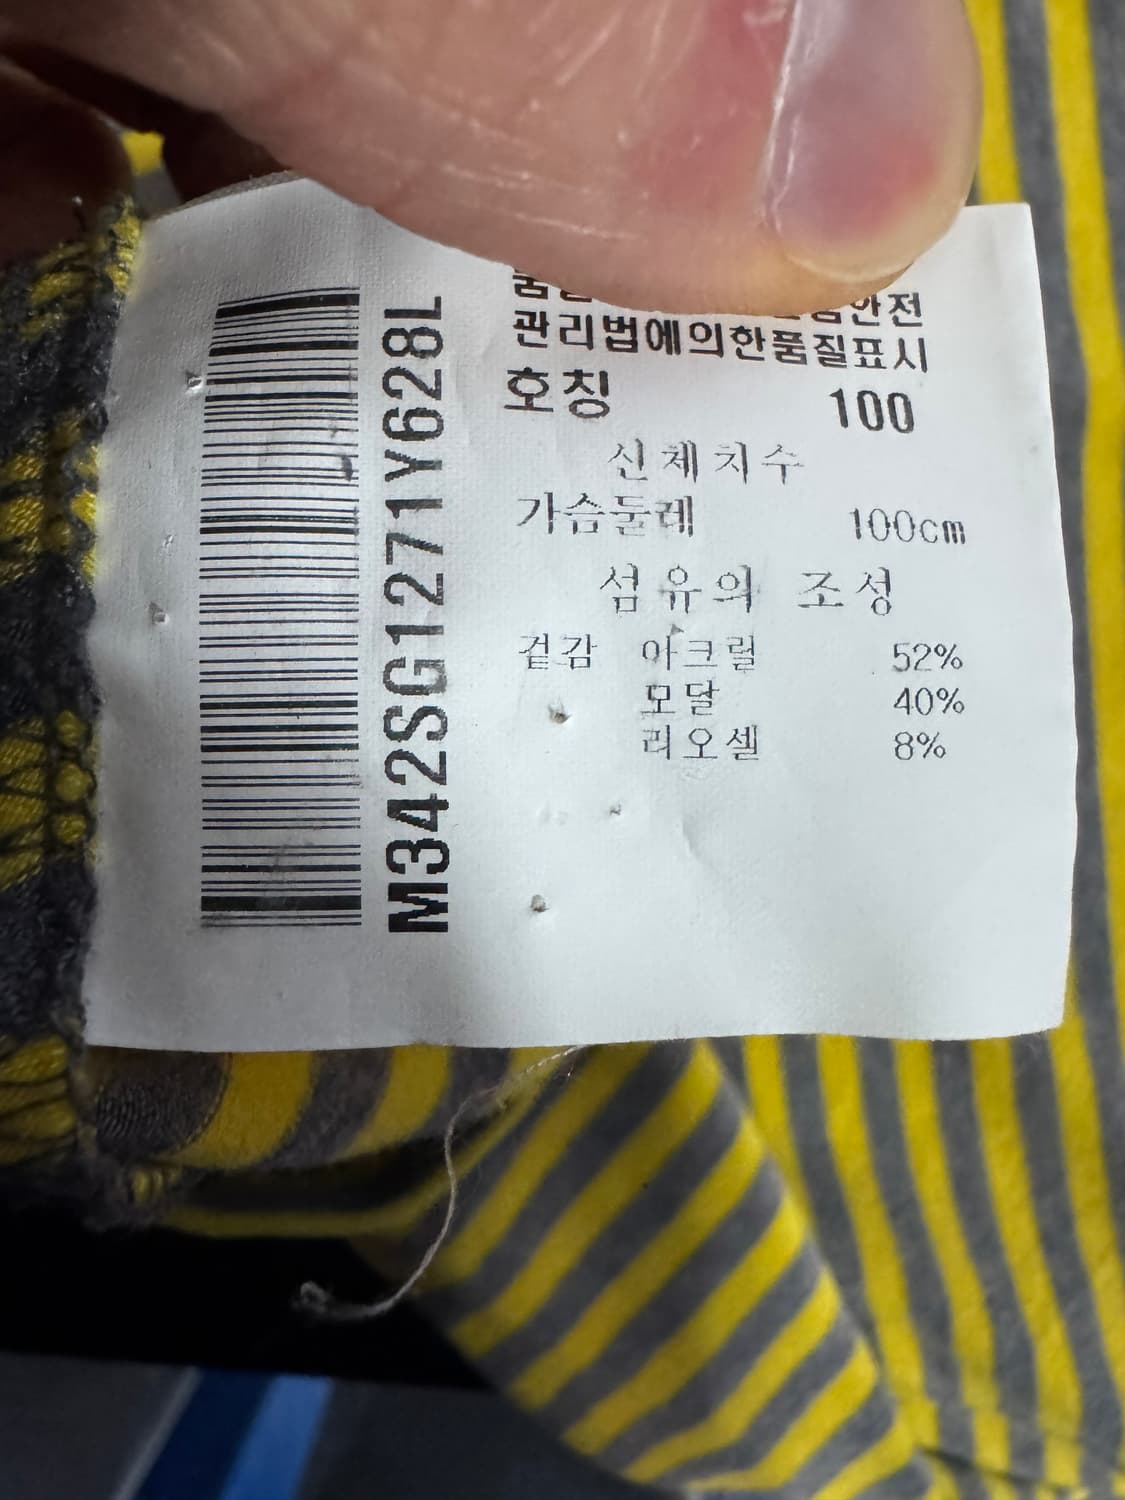 M342SG1271Y628L
안전
관리법에의한품질표시
호칭 100
신체치수
가슴둘레 100cm
섬유의 조성
겉감 아크릴 52%
모달 40%
리오셀 8%